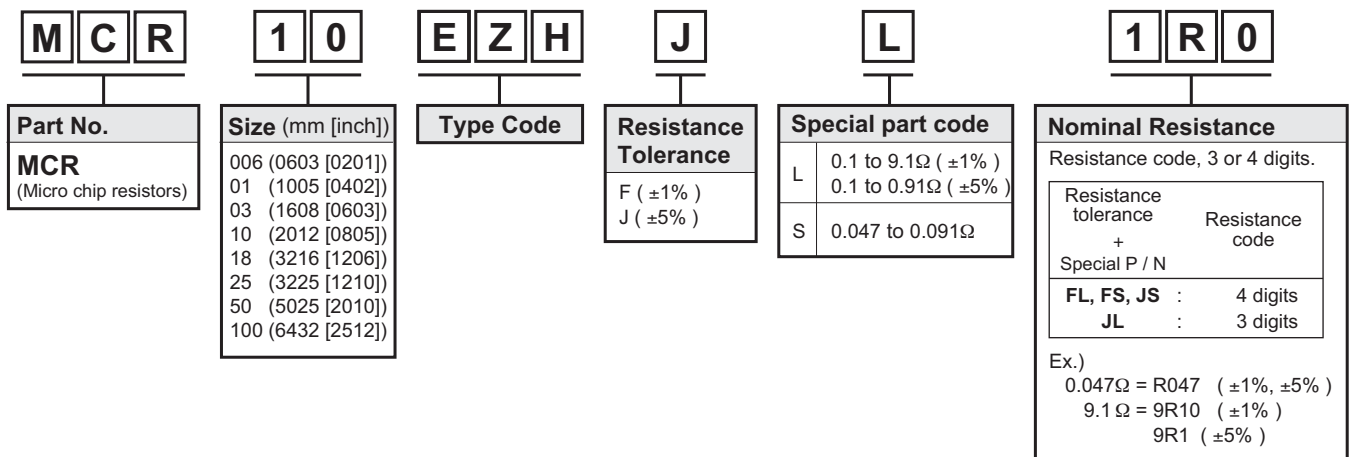 M C R 1 0 E Z H J L 1 R 0
Part No.
MCR
(Micro chip resistors)
Size (mm [inch])
006 (0603 [0201])
01 (1005 [0402])
03 (1608 [0603])
10 (2012 [0805])
18 (3216 [1206])
25 (3225 [1210])
50 (5025 [2010])
100 (6432 [2512])
Type Code
Resistance
Tolerance
F ( ±1% )
J ( ±5% )
Special part code
L 0.1 to 9.1Ω ( ±1% )
0.1 to 0.91Ω ( ±5% )
S 0.047 to 0.091Ω
Nominal Resistance
Resistance code, 3 or 4 digits.
Resistance
tolerance
+
Special P / N
Resistance
code
FL, FS, JS : 4 digits
JL : 3 digits
Ex.)
0.047Ω = R047 ( ±1%, ±5% )
9.1 Ω = 9R10 ( ±1% )
9R1 ( ±5% )